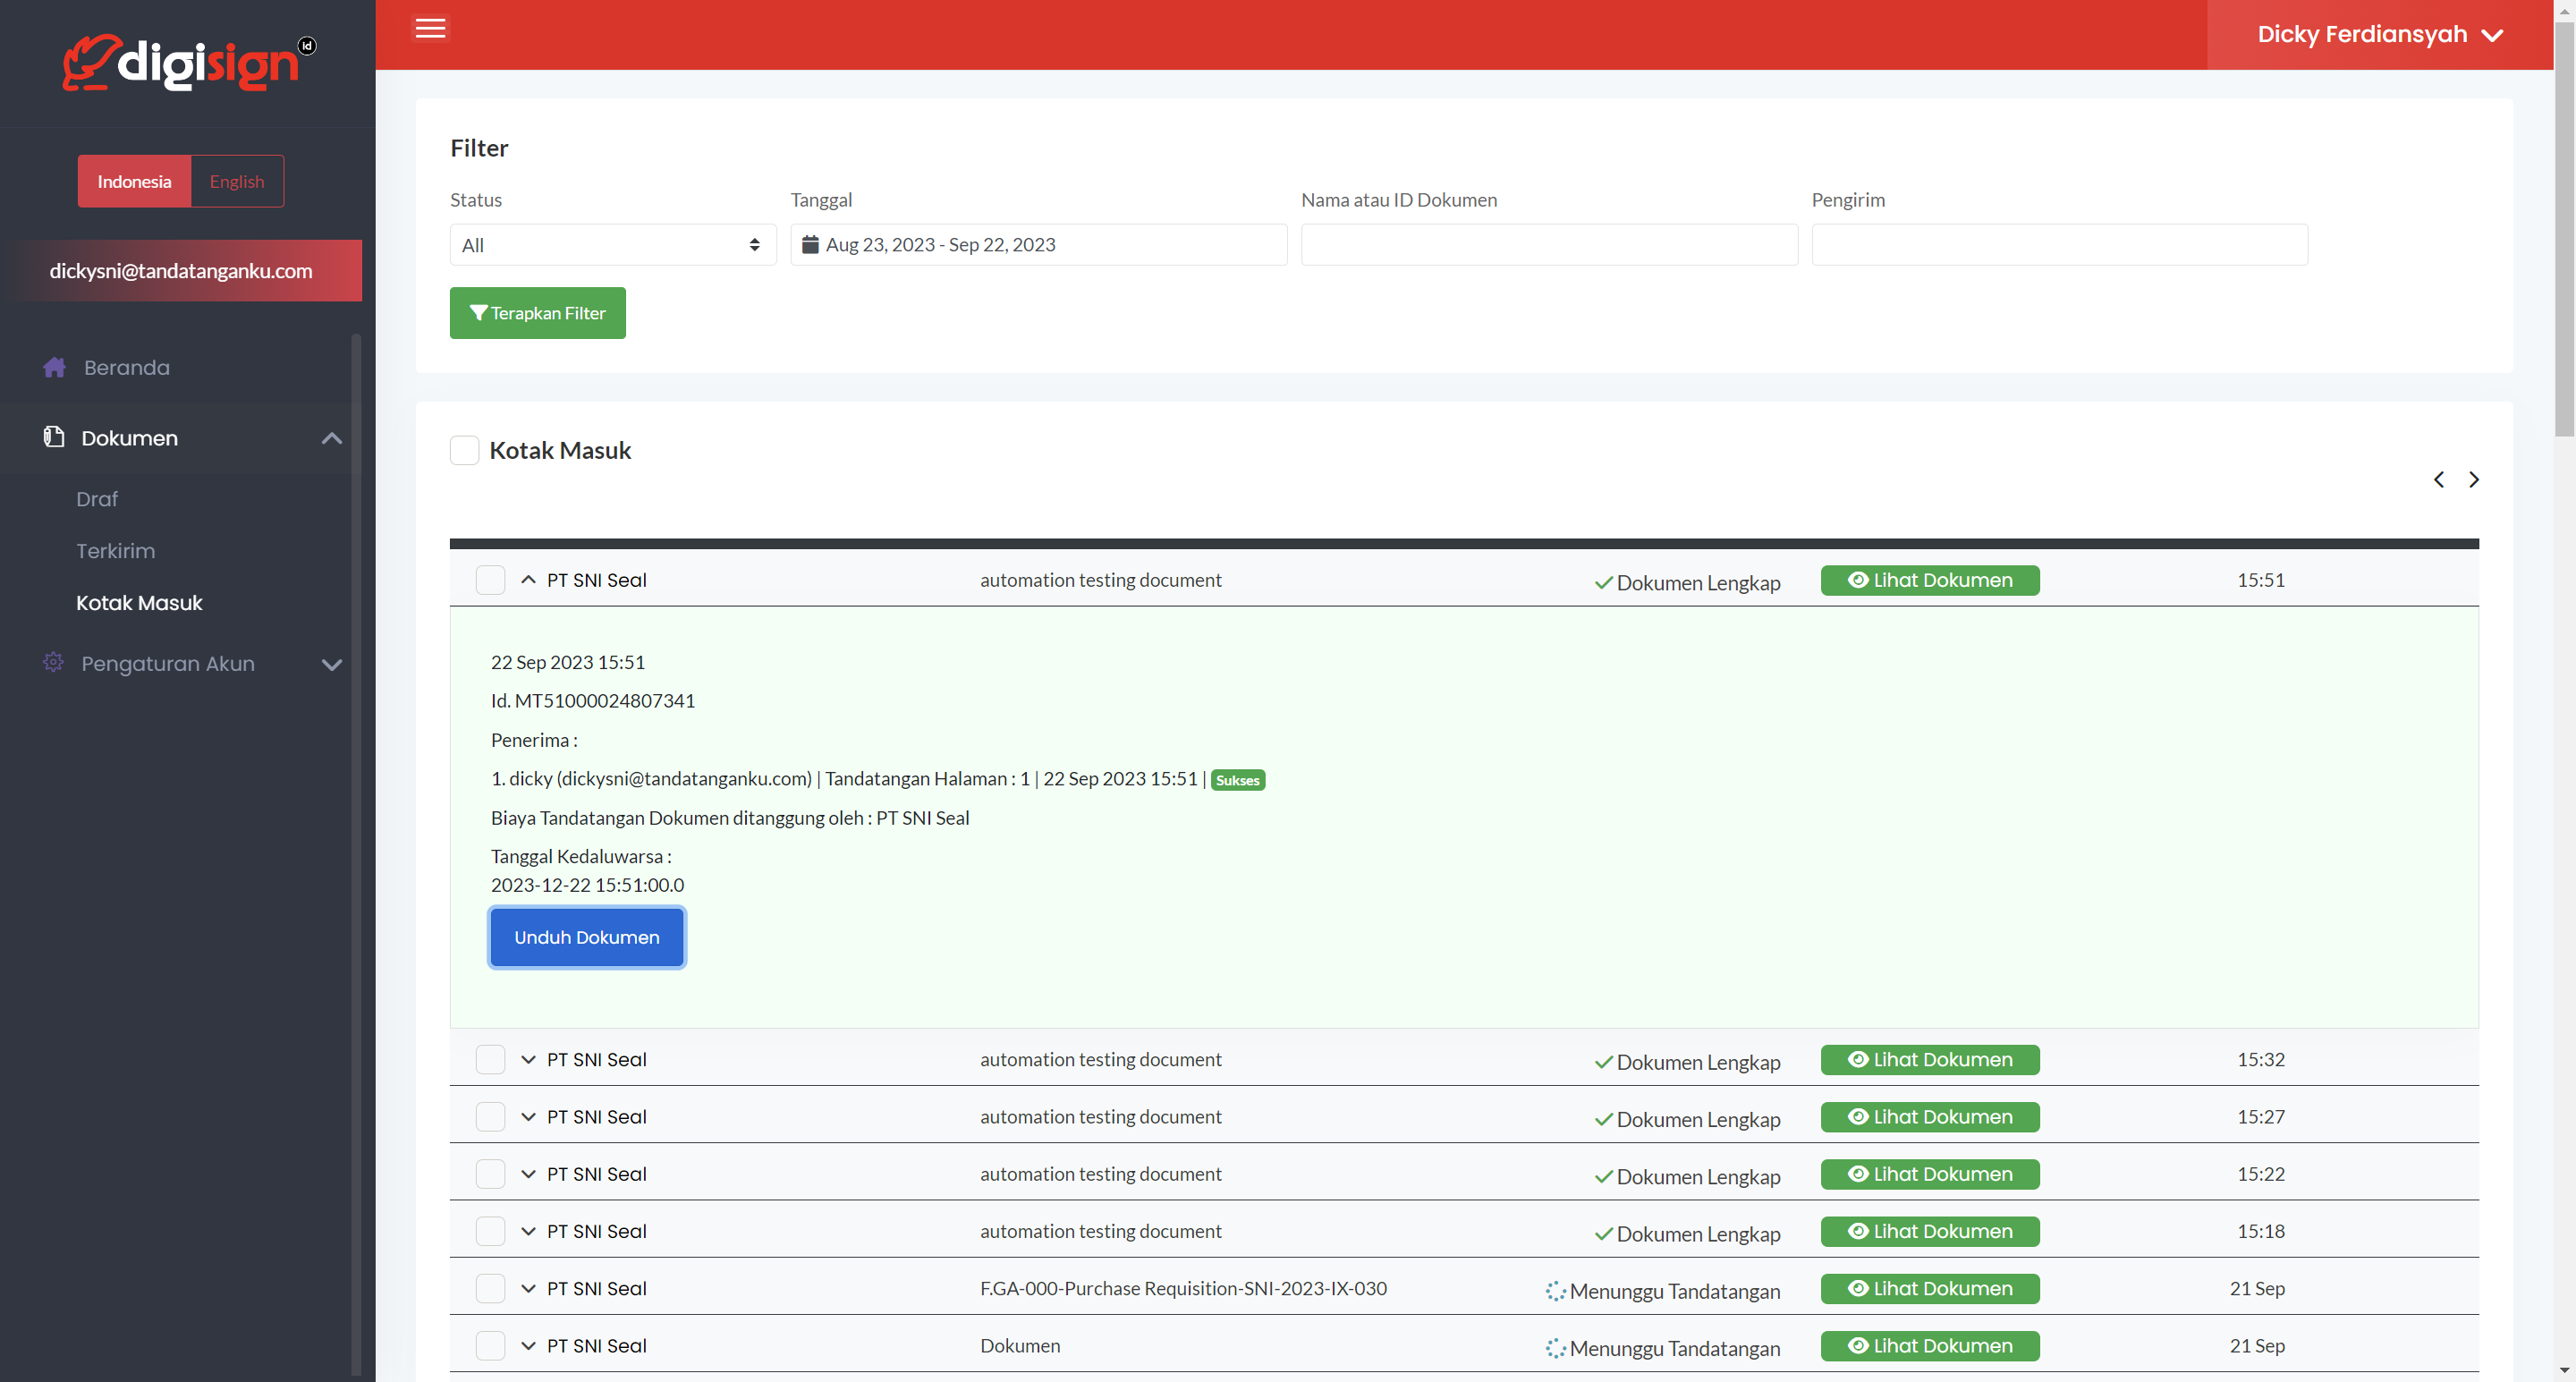 digisign id
Indonesia English
dickysni@tandatanganku.com
Beranda
Dokumen
Draf
Terkirim
Kotak Masuk
Pengaturan Akun
Dicky Ferdiansyah
Filter
Status Tanggal Nama atau ID Dokumen Pengirim
All Aug 23, 2023 - Sep 22, 2023
Terapkan Filter
Kotak Masuk
PT SNI Seal automation testing document Dokumen Lengkap Lihat Dokumen 15:51
22 Sep 2023 15:51
Id. MT51000024807341
Penerima :
1. dicky (dickysni@tandatanganku.com) | Tandatangan Halaman : 1 | 22 Sep 2023 15:51 | Sukses
Biaya Tandatangan Dokumen ditanggung oleh : PT SNI Seal
Tanggal Kedaluwarsa :
2023-12-22 15:51:00.0
Unduh Dokumen
PT SNI Seal automation testing document Dokumen Lengkap Lihat Dokumen 15:32
PT SNI Seal automation testing document Dokumen Lengkap Lihat Dokumen 15:27
PT SNI Seal automation testing document Dokumen Lengkap Lihat Dokumen 15:22
PT SNI Seal automation testing document Dokumen Lengkap Lihat Dokumen 15:18
PT SNI Seal F.GA-000-Purchase Requisition-SNI-2023-IX-030 Menunggu Tandatangan Lihat Dokumen 21 Sep
PT SNI Seal Dokumen Menunggu Tandatangan Lihat Dokumen 21 Sep